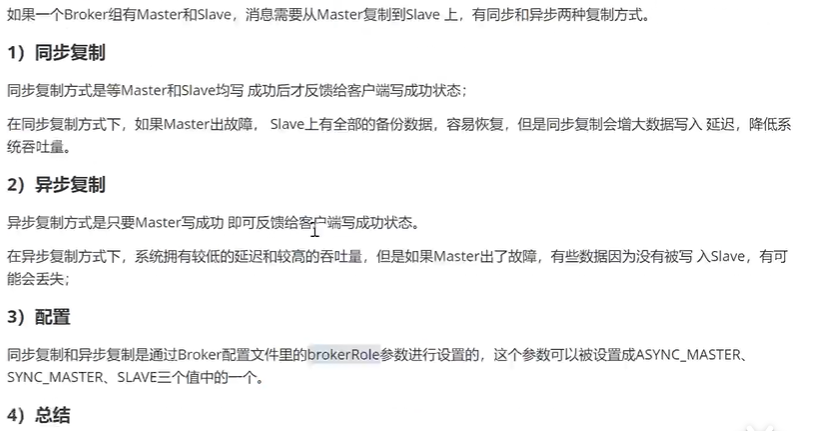 如果一个Broker组有Master和Slave，消息需要从Master复制到Slave 上，有同步和异步两种复制方式。
1）同步复制
同步复制方式是等Master和Slave均写 成功后才反馈给客户端写成功状态；
在同步复制方式下，如果Master出故障， Slave上有全部的备份数据，容易恢复，但是同步复制会增大数据写入 延迟，降低系
统吞吐量。
2）异步复制
异步复制方式是只要Master写成功 即可反馈给客户端写成功状态。
在异步复制方式下，系统拥有较低的延迟和较高的吞吐量，但是如果Master出了故障，有些数据因为没有被写 入Slave，有可
能会丢失；
3）配置
同步复制和异步复制是通过Broker配置文件里的brokerRole参数进行设置的，这个参数可以被设置成ASYNC_MASTER、
SYNC_MASTER、SLAVE三个值中的一个。
4）总结